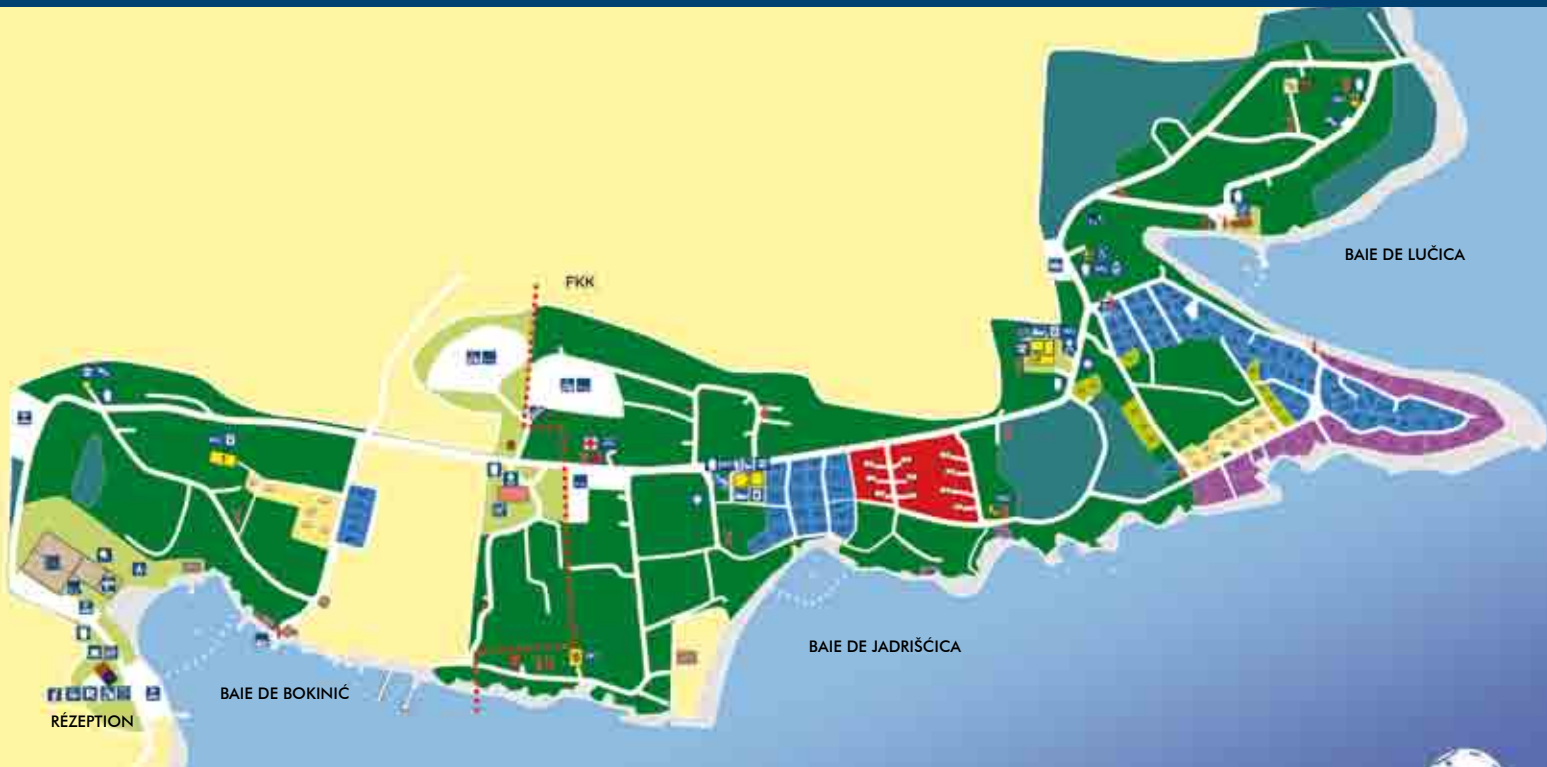 FKK
BAIE DE LUČICA
BAIE DE JADRIŠĆICA
BAIE DE BOKINIĆ
RÉZEPTION